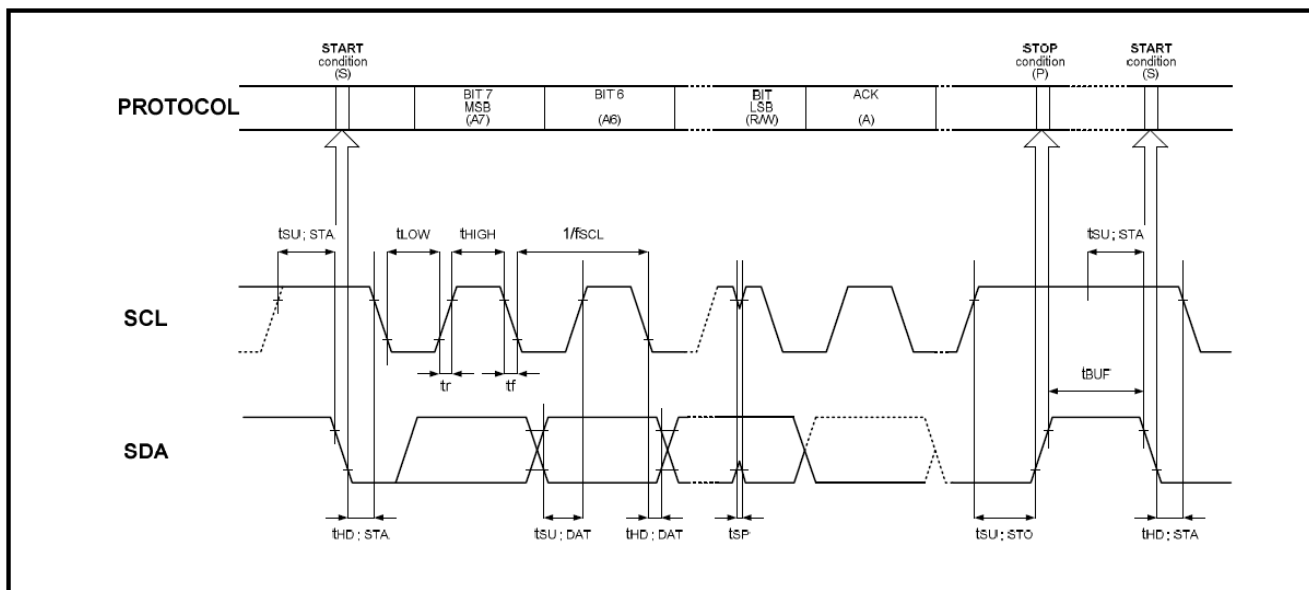 START
condition
(S)
STOP
condition
(P)
START
condition
(S)
PROTOCOL
BIT 7
MSB
(A7)
BIT 6
(A6)
BIT
LSB
(R/W)
ACK
(A)
tSU; STA
tLOW
tHIGH
1/fSCL
tSU; STA
SCL
tr
tf
tBUF
SDA
tHD; STA
tSU; DAT
tHD; DAT
tSP
tSU; STO
tHD; STA